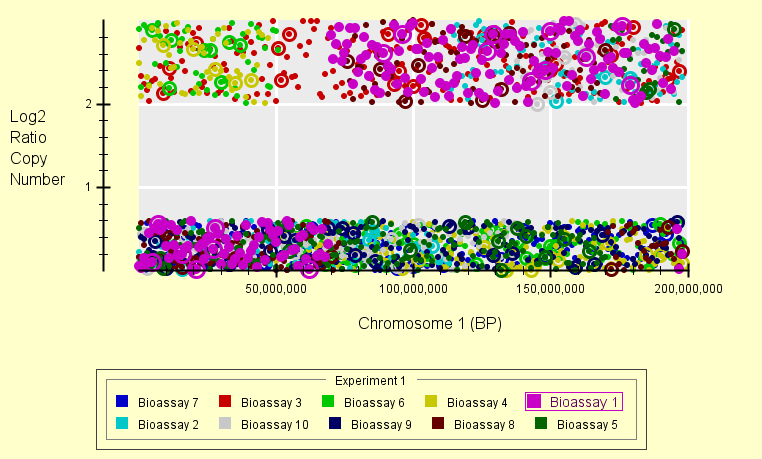 Log2
Ratio
Copy
Number
2
1
50,000,000 100,000,000 150,000,000 200,000,000
Chromosome 1 (BP)
Experiment 1
Bioassay 7 Bioassay 3 Bioassay 6 Bioassay 4 Bioassay 1
Bioassay 2 Bioassay 10 Bioassay 9 Bioassay 8 Bioassay 5